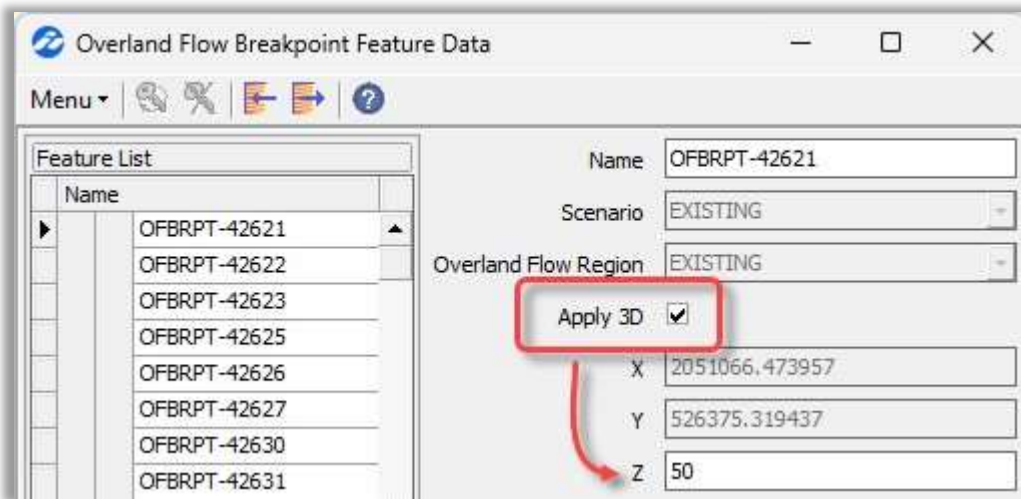 Overland Flow Breakpoint Feature Data
Menu
Feature List
Name
OFBRPT-42621
OFBRPT-42622
OFBRPT-42623
OFBRPT-42625
OFBRPT-42626
OFBRPT-42627
OFBRPT-42630
OFBRPT-42631
Name OFBRPT-42621
Scenario EXISTING
Overland Flow Region EXISTING
Apply 3D
X 2051066.473957
Y 526375.319437
Z 50